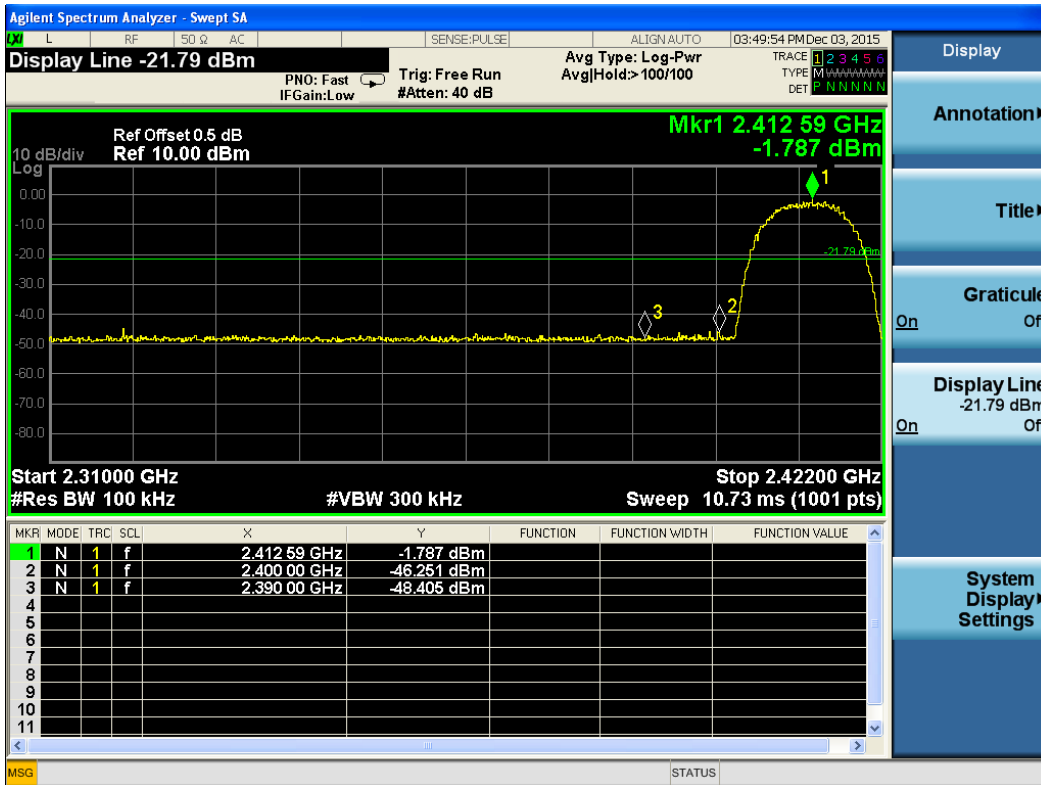 Agilent Spectrum Analyzer - Swept SA
LXI L RF 50 Ω AC SENSE:PULSE ALIGN AUTO 03:49:54 PM Dec 03, 2015
Display Line -21.79 dBm
PNO: Fast
IFGain:Low
Trig: Free Run
#Atten: 40 dB
Avg Type: Log-Pwr
Avg|Hold:> 100/100
TRACE 1 2 3 4 5 6
TYPE M WWWWW
DET P N N N N N
Display
Mkr1 2.412 59 GHz
-1.787 dBm
Ref Offset 0.5 dB
10 dB/div Ref 10.00 dBm
Log
0.00
-10.0
-20.0
-30.0
-40.0
-50.0
-60.0
-70.0
-80.0
1
-21.79 dBm
2
3
Start 2.31000 GHz Stop 2.42200 GHz
#Res BW 100 kHz #VBW 300 kHz Sweep 10.73 ms (1001 pts)
MKR MODE TRC SCL X Y FUNCTION FUNCTION WIDTH FUNCTION VALUE
1 N 1 f 2.412 59 GHz -1.787 dBm
2 N 1 f 2.400 00 GHz -46.251 dBm
3 N 1 f 2.390 00 GHz -48.405 dBm
4
5
6
7
8
9
10
11
Annotation
Title
Graticule
On Of
Display Line
-21.79 dBm
On Of
System
Display
Settings
MSG STATUS